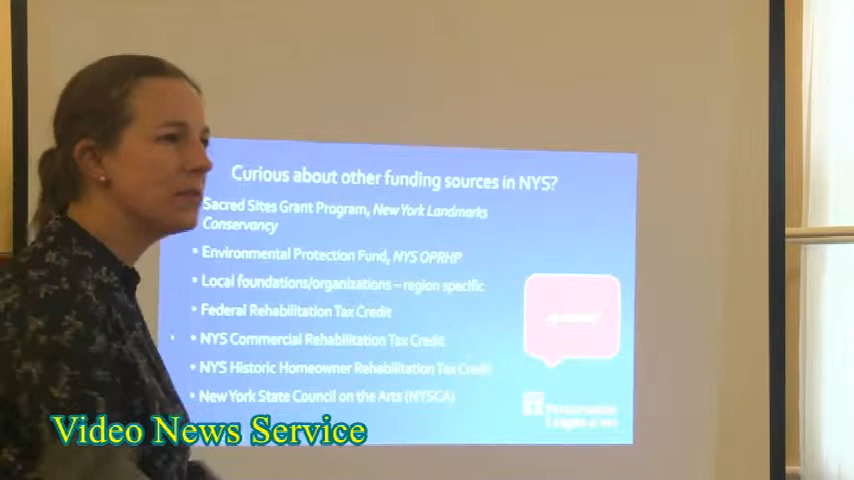 Curious about other funding sources in NYS?
Sacred Sites Grant Program, New York Landmarks
Conservancy
• Environmental Protection Fund, NYS OPRHP
• Local foundations/organizations – region specific
• Federal Rehabilitation Tax Credit
• NYS Commercial Rehabilitation Tax Credit
• NYS Historic Homeowner Rehabilitation Tax Credit
• New York State Council on the Arts (NYSCA)
Video News Service